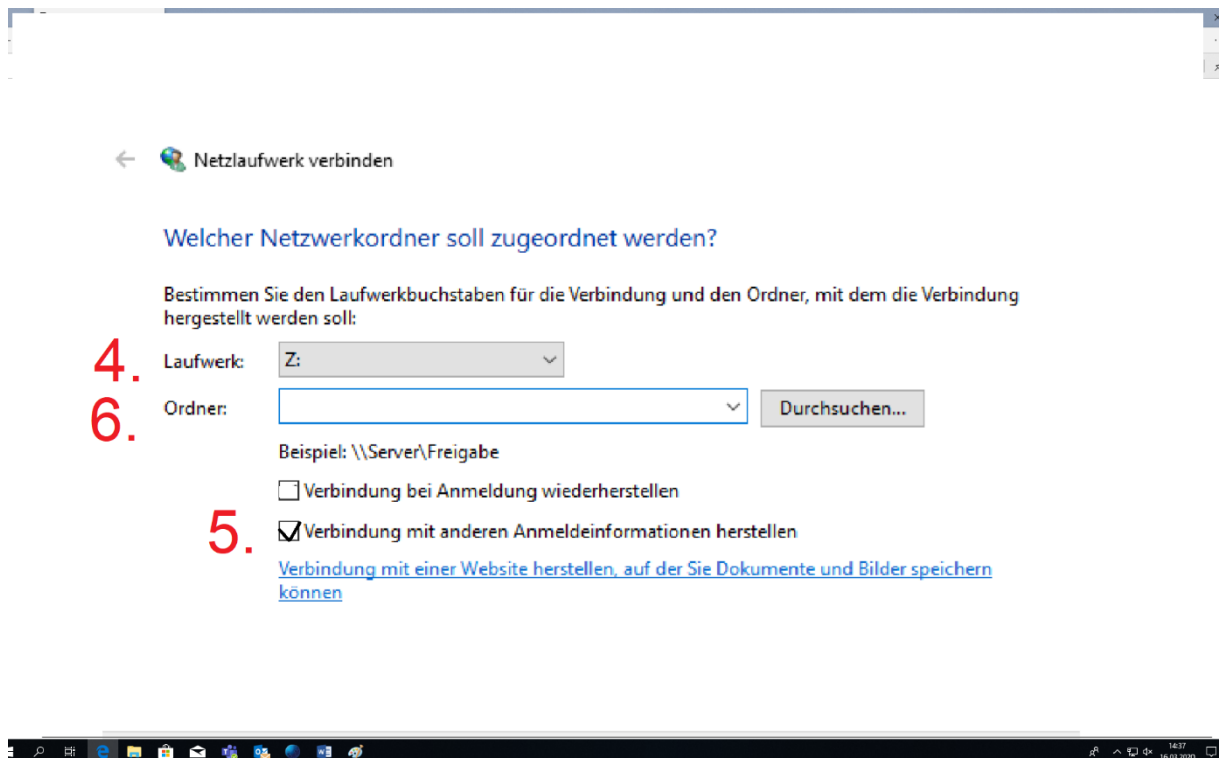 Netzlaufwerk verbinden
Welcher Netzwerkordner soll zugeordnet werden?
Bestimmen Sie den Laufwerkbuchstaben für die Verbindung und den Ordner, mit dem die Verbindung
hergestellt werden soll:
4. Laufwerk: Z:
6. Ordner: Durchsuchen...
Beispiel: \\Server\Freigabe
Verbindung bei Anmeldung wiederherstellen
5. Verbindung mit anderen Anmeldeinformationen herstellen
Verbindung mit einer Website herstellen, auf der Sie Dokumente und Bilder speichern
können
14:37
16.03.2020